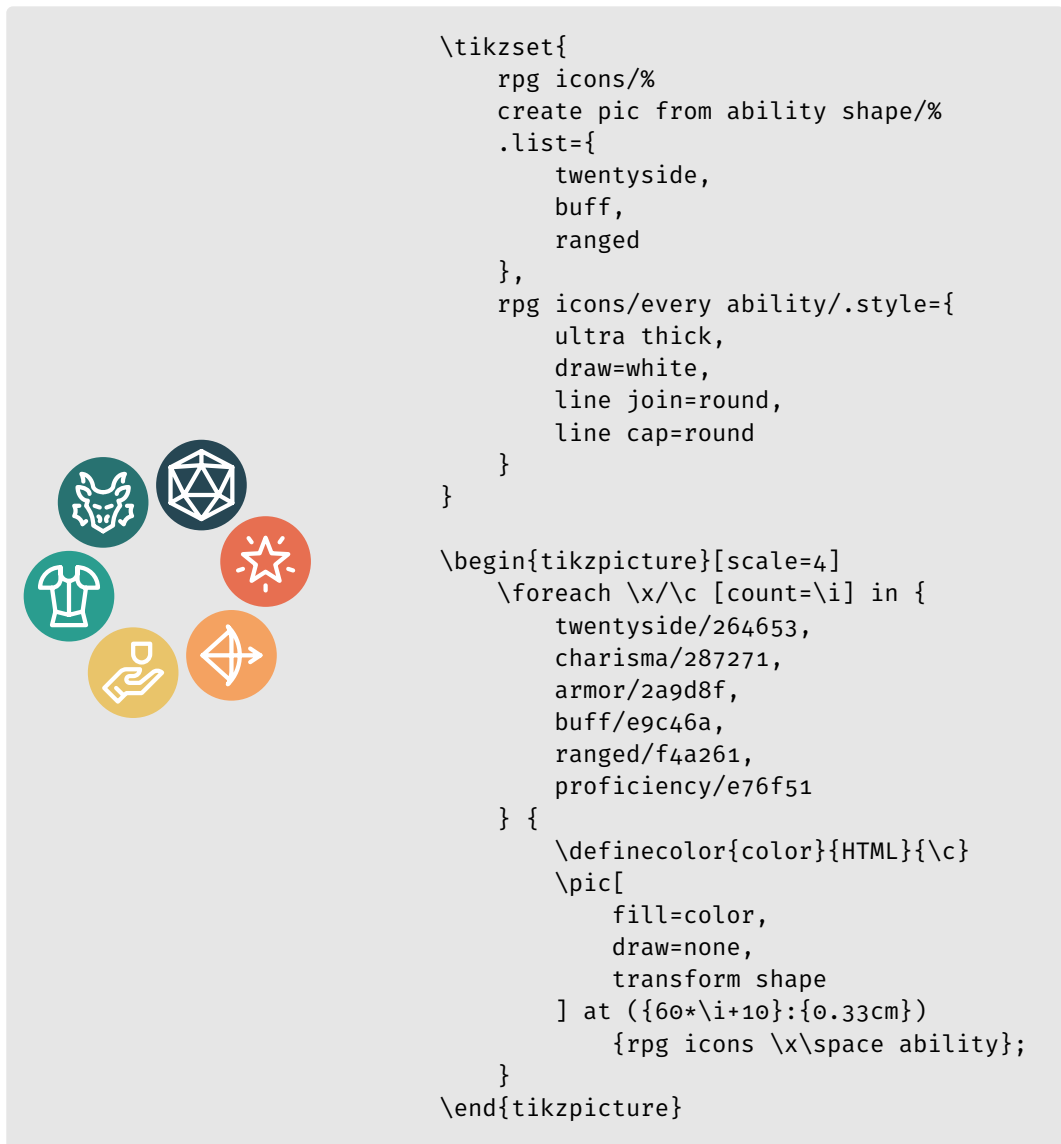 \tikzset{
    rpg icons/%
    create pic from ability shape/%
    .list={
        twentyside,
        buff,
        ranged
    },
    rpg icons/every ability/.style={
        ultra thick,
        draw=white,
        line join=round,
        line cap=round
    }
}
\begin{tikzpicture}[scale=4]
    \foreach \x/\c [count=\i] in {
        twentyside/264653,
        charisma/287271,
        armor/2a9d8f,
        buff/e9c46a,
        ranged/f4a261,
        proficiency/e76f51
    } {
        \definecolor{color}{HTML}{\c}
        \pic[
            fill=color,
            draw=none,
            transform shape
        ] at ({60*\i+10}:{0.33cm})
            {rpg icons \x\space ability};
    }
\end{tikzpicture}